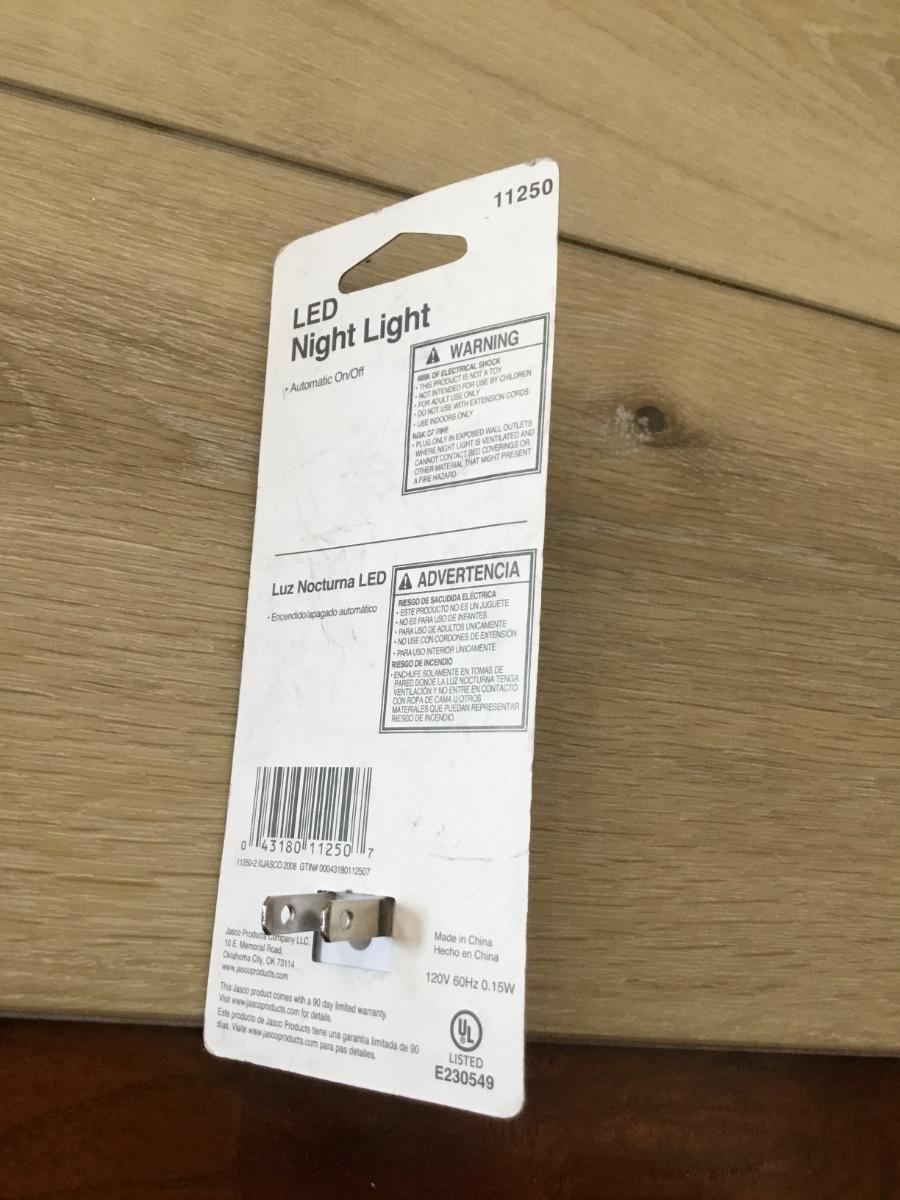 11250
LED
Night Light
• Automatic On/Off
WARNING
RISK OF ELECTRICAL SHOCK
• THIS PRODUCT IS NOT A TOY
• NOT INTENDED FOR USE BY CHILDREN
• FOR ADULT USE ONLY
• DO NOT USE WITH EXTENSION CORDS
• USE INDOORS ONLY
RISK OF FIRE
• PLUG ONLY IN EXPOSED WALL OUTLETS
WHERE NIGHT LIGHT IS VENTILATED AND
CANNOT CONTACT BED COVERINGS OR
OTHER MATERIAL THAT MIGHT PRESENT
A FIRE HAZARD
Luz Nocturna LED
• Encendido/apagado automático
ADVERTENCIA
RIESGO DE SACUDIDA ELÉCTRICA
• ESTE PRODUCTO NO ES UN JUGUETE
• NO ES PARA USO DE INFANTES
• PARA USO DE ADULTOS ÚNICAMENTE
• NO USE CON CORDONES DE EXTENSIÓN
• PARA USO INTERIOR ÚNICAMENTE
RIESGO DE INCENDIO
• ENCHUFE SOLAMENTE EN TOMAS DE
PARED DONDE LA LUZ NOCTURNA TENGA
VENTILACIÓN Y NO ENTRE EN CONTACTO
CON ROPA DE CAMA U OTROS
MATERIALES QUE PUEDAN REPRESENTAR
RIESGO DE INCENDIO.
0 43180 11250 7
11250-2 ©JASCO 2008 GTIN# 00043180112507
Jasco Products Company LLC,
10 E. Memorial Road,
Oklahoma City, OK 73114
www.jascoproducts.com
Made in China
Hecho en China
120V 60Hz 0.15W
This Jasco product comes with a 90 day limited warranty.
Visit www.jascoproducts.com for details.
Este producto de Jasco Products tiene una garantía limitada de 90
días. Visite www.jascoproducts.com para pas detalles.
UL
LISTED
E230549